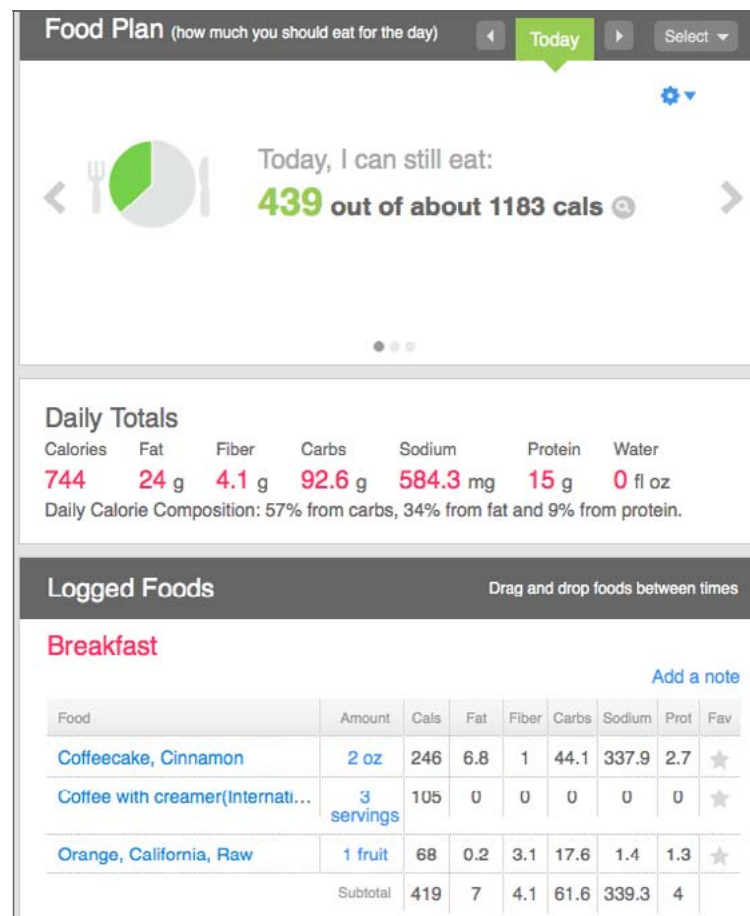 Food Plan (how much you should eat for the day) Today Select
Today, I can still eat:
439 out of about 1183 cals
Daily Totals
Calories Fat Fiber Carbs Sodium Protein Water
744 24 g 4.1 g 92.6 g 584.3 mg 15 g 0 fl oz
Daily Calorie Composition: 57% from carbs, 34% from fat and 9% from protein.
Logged Foods Drag and drop foods between times
Breakfast
Add a note
Food Amount Cals Fat Fiber Carbs Sodium Prot Fav
Coffeecake, Cinnamon 2 oz 246 6.8 1 44.1 337.9 2.7
Coffee with creamer(Internati... 3 105 0 0 0 0 0
servings
Orange, California, Raw 1 fruit 68 0.2 3.1 17.6 1.4 1.3
Subtotal 419 7 4.1 61.6 339.3 4